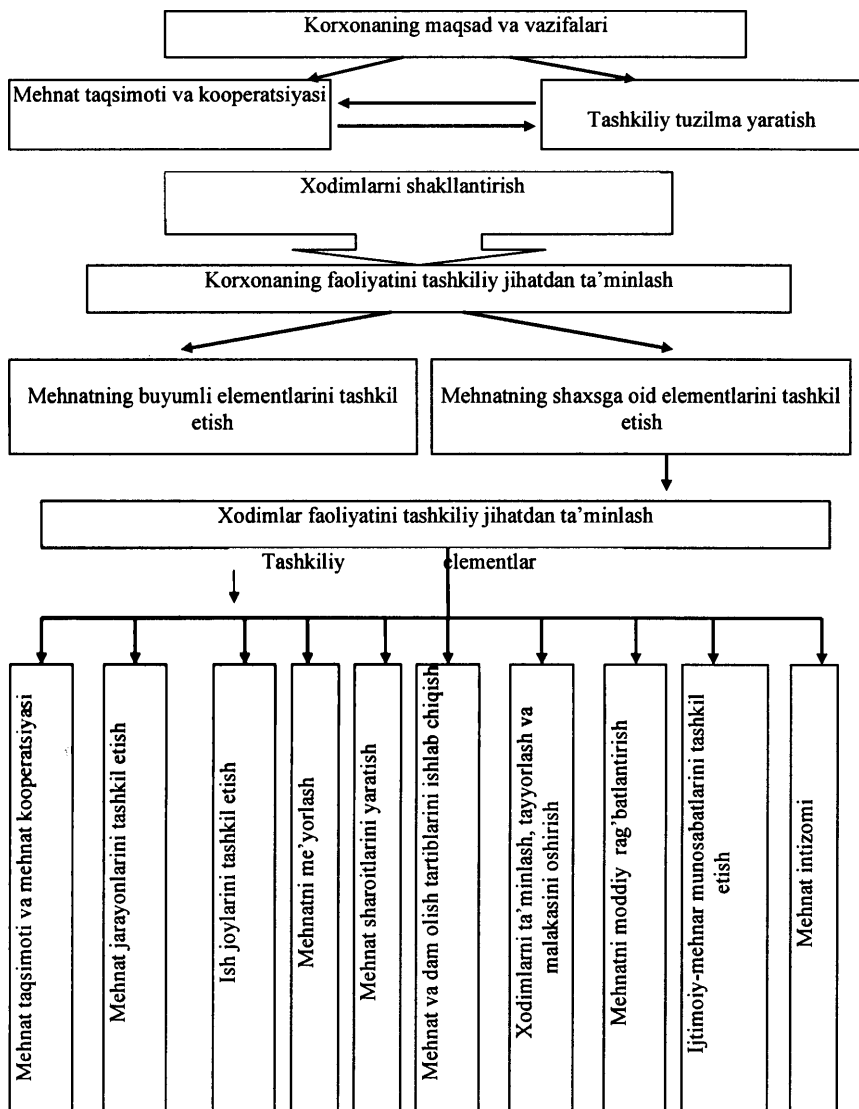 Korxonaning maqsad va vazifalari
Mehnat taqsimoti va kooperatsiyasi
Tashkiliy tuzilma yaratish
Xodimlarni shakllantirish
Korxonaning faoliyatini tashkiliy jihatdan ta’minlash
Mehnatning buyumli elementlarini tashkil
etish
Mehnatning shaxsga oid elementlarini tashkil
etish
Xodimlar faoliyatini tashkiliy jihatdan ta’minlash
Tashkiliy elementlar
Mehnat taqsimoti va mehnat kooperatsiyasi
Mehnat jarayonlarini tashkil etish
Ish joylarini tashkil etish
Mehnatni me’yorlash
Mehnat sharoitlarini yaratish
Mehnat va dam olish tartiblarini ishlab chiqish
Xodimlarni ta’minlash, tayyorlash va
malakasini oshirish
Mehnatni moddiy rag’batlantirish
Ijtimoiy-mehnar munosabatlarini tashkil
etish
Mehnat intizomi